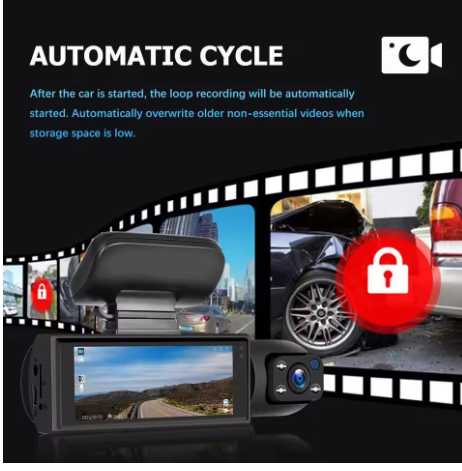 AUTOMATIC CYCLE
After the car is started, the loop recording will be automatically
started. Automatically overwrite older non-essential videos when
storage space is low.